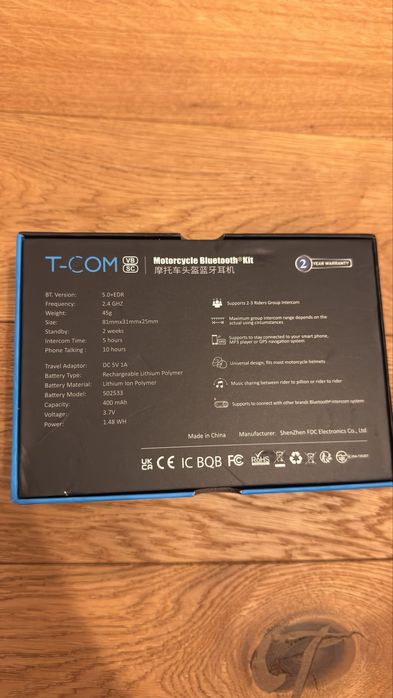 T-COM VB SC
Motorcycle Bluetooth® Kit
摩托车头盔蓝牙耳机
2 YEAR WARRANTY
BT. Version: 5.0+EDR
Frequency: 2.4 GHZ
Weight: 45g
Size: 81mmx31mmx25mm
Standby: 2 weeks
Intercom Time: 5 hours
Phone Talking : 10 hours
Travel Adaptor: DC 5V 1A
Battery Type: Rechargeable Lithium Polymer
Battery Material: Lithium Ion Polymer
Battery Model: 502533
Capacity: 400 mAh
Voltage: 3.7V
Power: 1.48 WH
Supports 2-3 Riders Group Intercom
Maximum group intercom range depends on the
actual using circumstances
Supports to stay connected to your smart phone,
MP3 player or GPS navigation system
Universal design, fits most motorcycle helmets
Music sharing between rider to pillion or rider to rider
Supports to connect with other brands Bluetooth® intercom system
Made in China Manufacturer: ShenZhen FDC Electronics Co., Ltd.
UK CA CE IC BQB FC RoHS